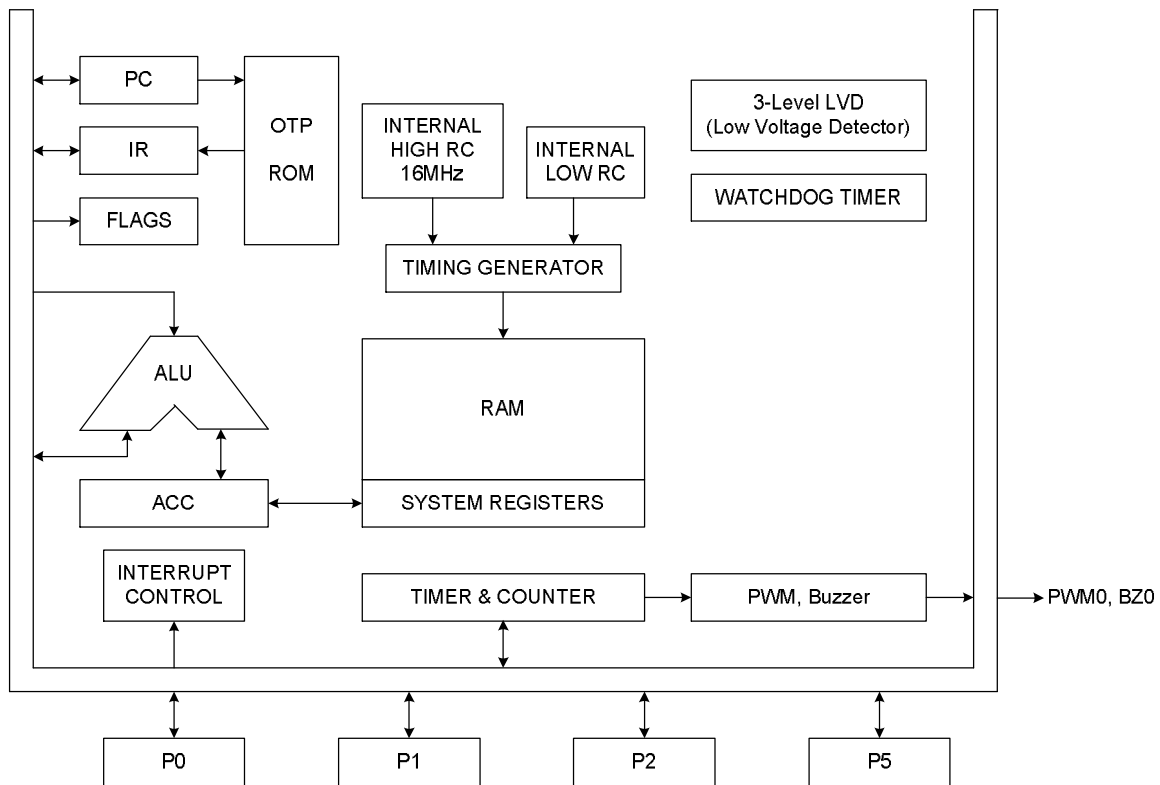 PC
OTP
ROM
IR
FLAGS
INTERNAL
HIGH RC
16MHz
INTERNAL
LOW RC
3-Level LVD
(Low Voltage Detector)
WATCHDOG TIMER
TIMING GENERATOR
ALU
RAM
ACC
SYSTEM REGISTERS
INTERRUPT
CONTROL
TIMER & COUNTER
PWM, Buzzer
PWM0, BZ0
P0
P1
P2
P5